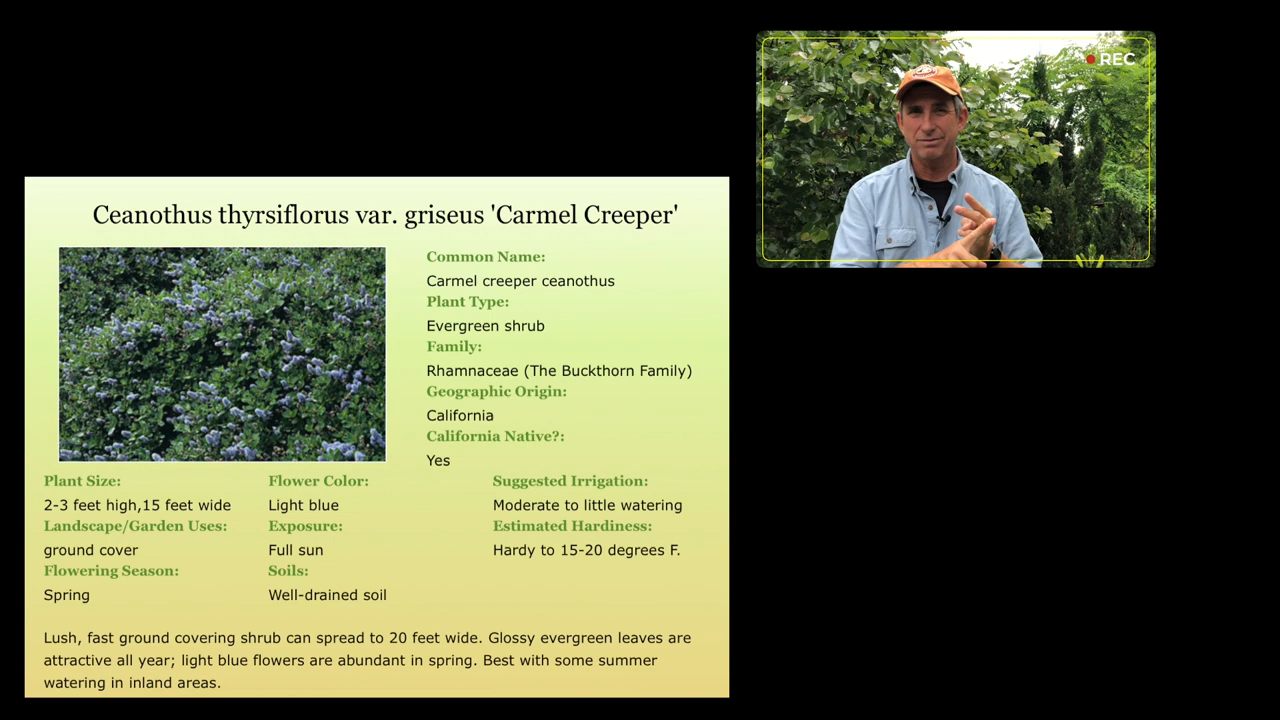 Ceanothus thyrsiflorus var. griseus 'Carmel Creeper'
Common Name:
Carmel creeper ceanothus
Plant Type:
Evergreen shrub
Family:
Rhamnaceae (The Buckthorn Family)
Geographic Origin:
California
California Native?:
Yes
Plant Size:
2-3 feet high,15 feet wide
Landscape/Garden Uses:
ground cover
Flowering Season:
Spring
Flower Color:
Light blue
Exposure:
Full sun
Soils:
Well-drained soil
Suggested Irrigation:
Moderate to little watering
Estimated Hardiness:
Hardy to 15-20 degrees F.
Lush, fast ground covering shrub can spread to 20 feet wide. Glossy evergreen leaves are
attractive all year; light blue flowers are abundant in spring. Best with some summer
watering in inland areas.
REC